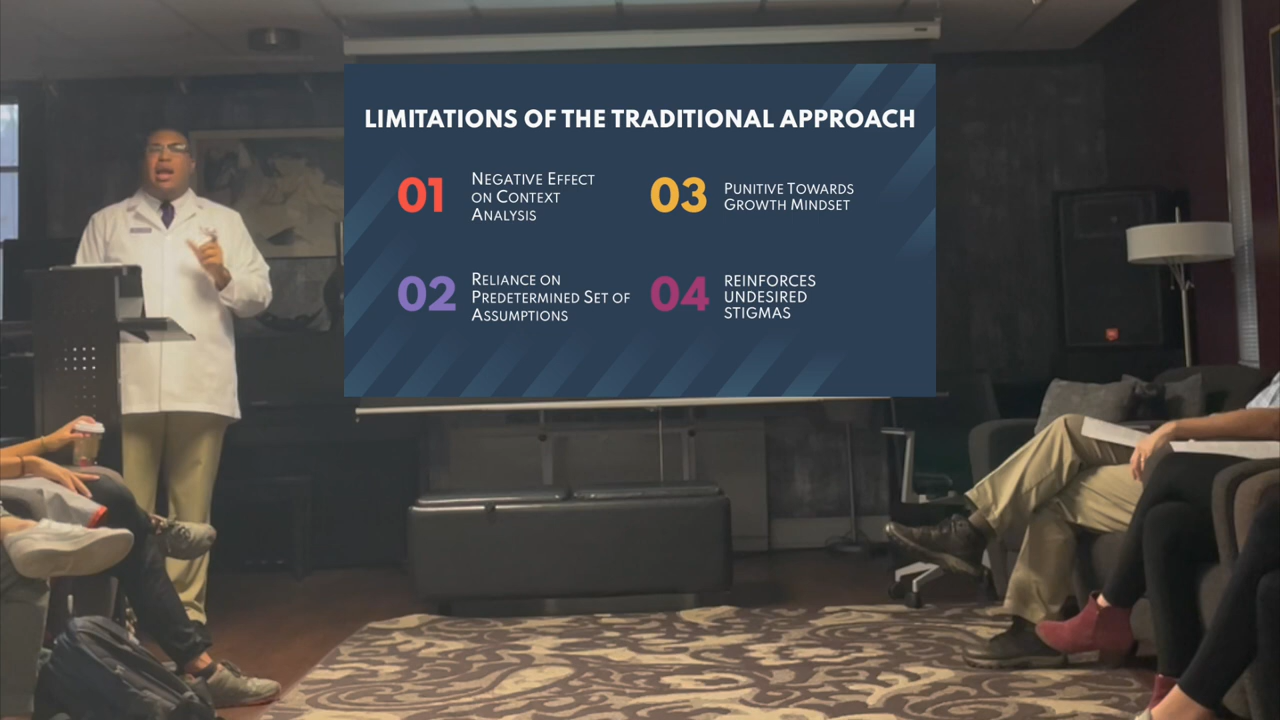 LIMITATIONS OF THE TRADITIONAL APPROACH
01
NEGATIVE EFFECT
ON CONTEXT
ANALYSIS
02
RELIANCE ON
PREDETERMINED SET OF
ASSUMPTIONS
03
PUNITIVE TOWARDS
GROWTH MINDSET
04
REINFORCES
UNDESIRED
STIGMAS